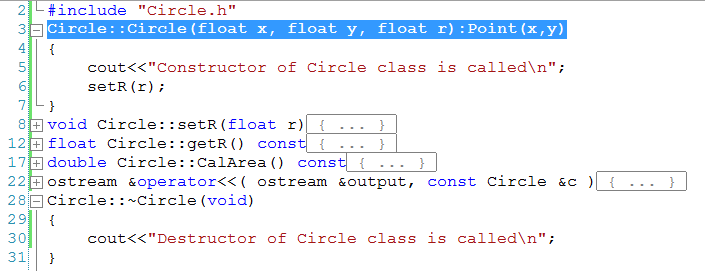 2 #include "Circle.h"
3 Circle::Circle(float x, float y, float r):Point(x,y)
4 {
5 cout<<"Constructor of Circle class is called\n";
6 setR(r);
7 }
8 void Circle::setR(float r) { ... }
12 float Circle::getR() const { ... }
17 double Circle::CalArea() const { ... }
22 ostream &operator<<( ostream &output, const Circle &c ) { ... }
28 Circle::~Circle(void)
29 {
30 cout<<"Destructor of Circle class is called\n";
31 }